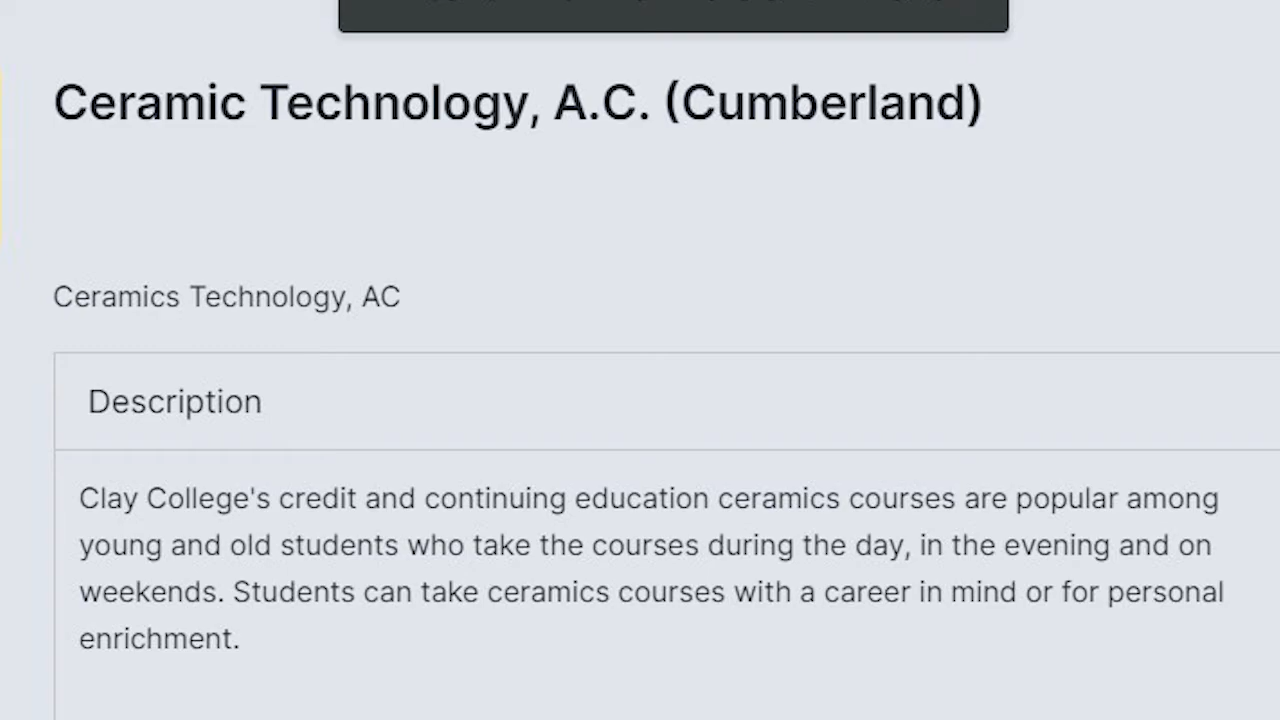 Ceramic Technology, A.C. (Cumberland)
Ceramics Technology, AC
Description
Clay College's credit and continuing education ceramics courses are popular among
young and old students who take the courses during the day, in the evening and on
weekends. Students can take ceramics courses with a career in mind or for personal
enrichment.